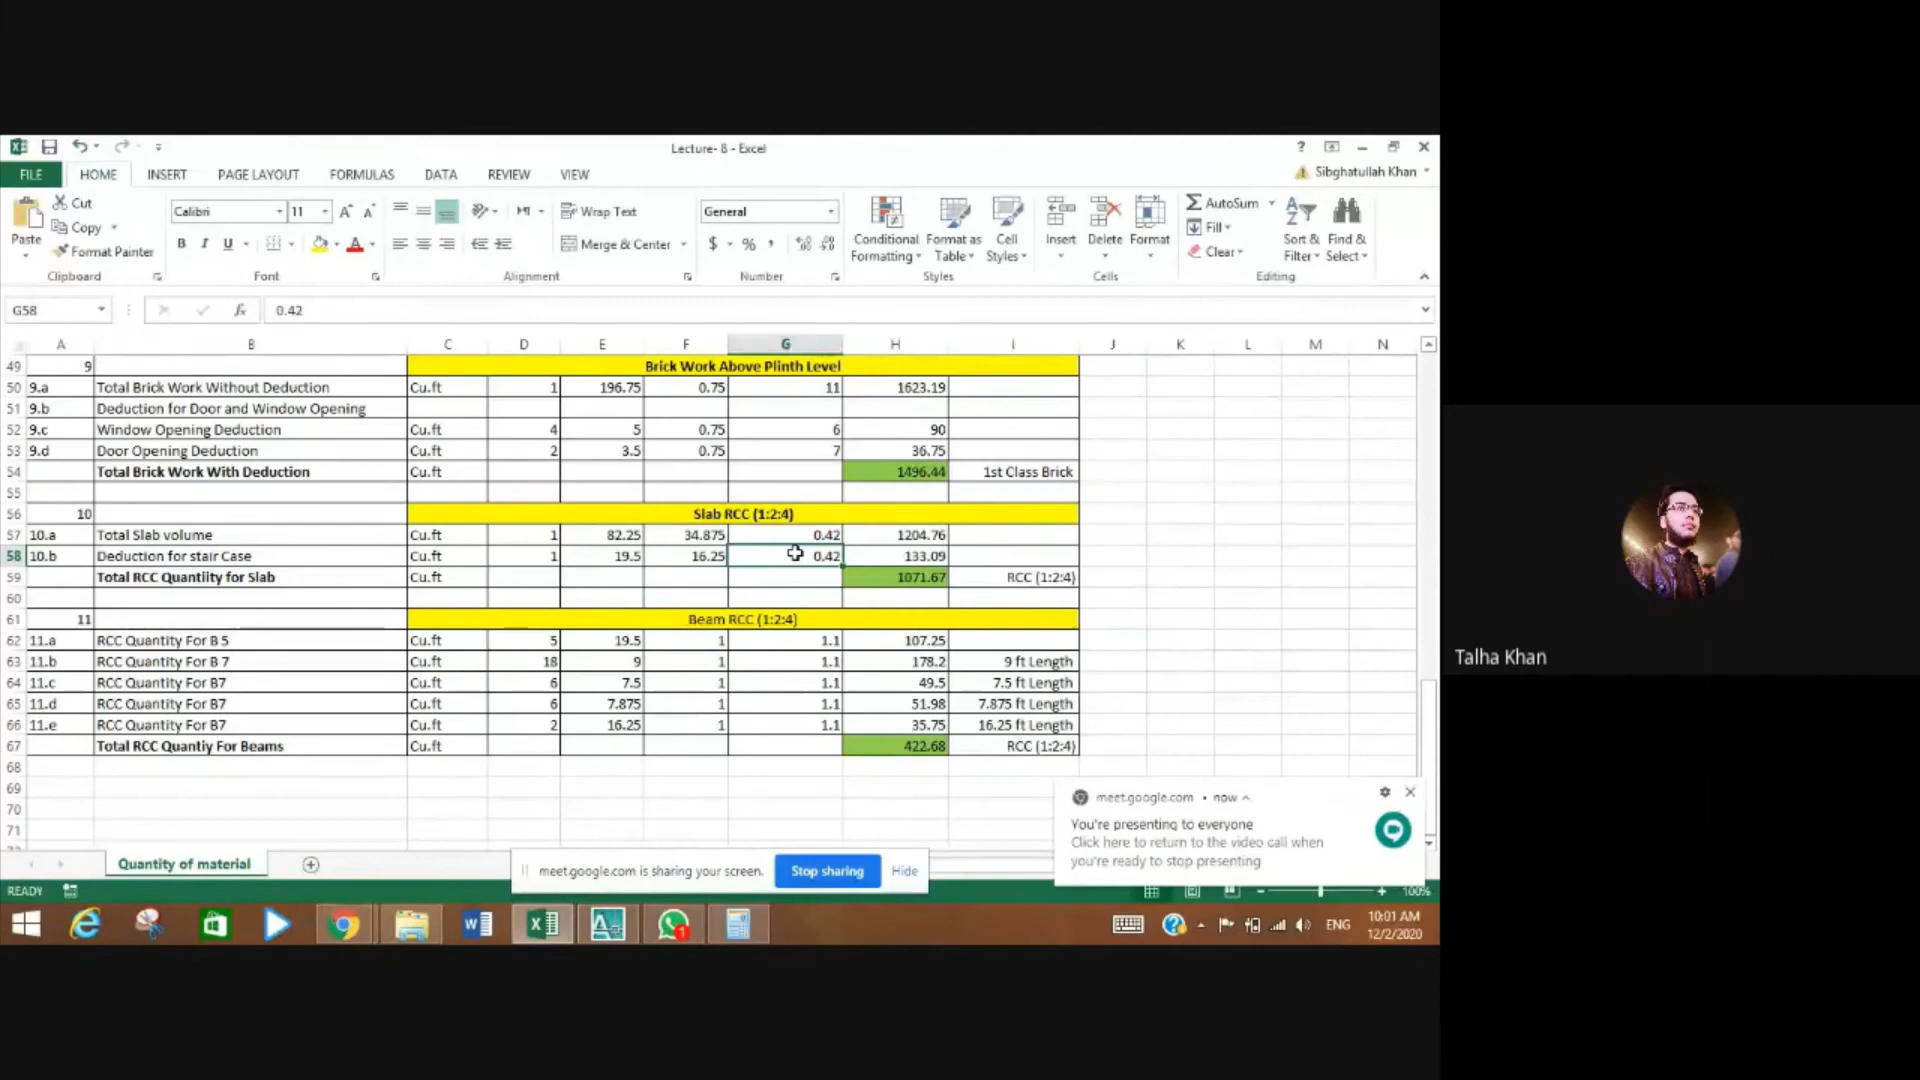 Lecture- 8 - Excel
FILE HOME INSERT PAGE LAYOUT FORMULAS DATA REVIEW VIEW Sibghatullah Khan
Paste Cut Copy Format Painter Clipboard
Calibri 11 B I U Font
Wrap Text Merge & Center Alignment
General $ % , Number
Conditional Formatting Format as Table Cell Styles Styles
Insert Delete Format Cells
AutoSum Fill Clear Sort & Filter Find & Select Editing
G58 fx 0.42
A B C D E F G H I J K L M N
49 9 Brick Work Above Plinth Level
50 9.a Total Brick Work Without Deduction Cu.ft 1 196.75 0.75 11 1623.19
51 9.b Deduction for Door and Window Opening
52 9.c Window Opening Deduction Cu.ft 4 5 0.75 6 90
53 9.d Door Opening Deduction Cu.ft 2 3.5 0.75 7 36.75
54 Total Brick Work With Deduction Cu.ft 1496.44 1st Class Brick
55
56 10 Slab RCC (1:2:4)
57 10.a Total Slab volume Cu.ft 1 82.25 34.875 0.42 1204.76
58 10.b Deduction for stair Case Cu.ft 1 19.5 16.25 0.42 133.09
59 Total RCC Quantiity for Slab Cu.ft 1071.67 RCC (1:2:4)
60
61 11 Beam RCC (1:2:4)
62 11.a RCC Quantity For B 5 Cu.ft 5 19.5 1 1.1 107.25
63 11.b RCC Quantity For B 7 Cu.ft 18 9 1 1.1 178.2 9 ft Length
64 11.c RCC Quantity For B7 Cu.ft 6 7.5 1 1.1 49.5 7.5 ft Length
65 11.d RCC Quantity For B7 Cu.ft 6 7.875 1 1.1 51.98 7.875 ft Length
66 11.e RCC Quantity For B7 Cu.ft 2 16.25 1 1.1 35.75 16.25 ft Length
67 Total RCC Quantiy For Beams Cu.ft 422.68 RCC (1:2:4)
68
69
70
71
meet.google.com • now
You're presenting to everyone
Click here to return to the video call when
you're ready to stop presenting
Quantity of material
meet.google.com is sharing your screen. Stop sharing Hide
READY 100%
ENG 10:01 AM
12/2/2020
Talha Khan